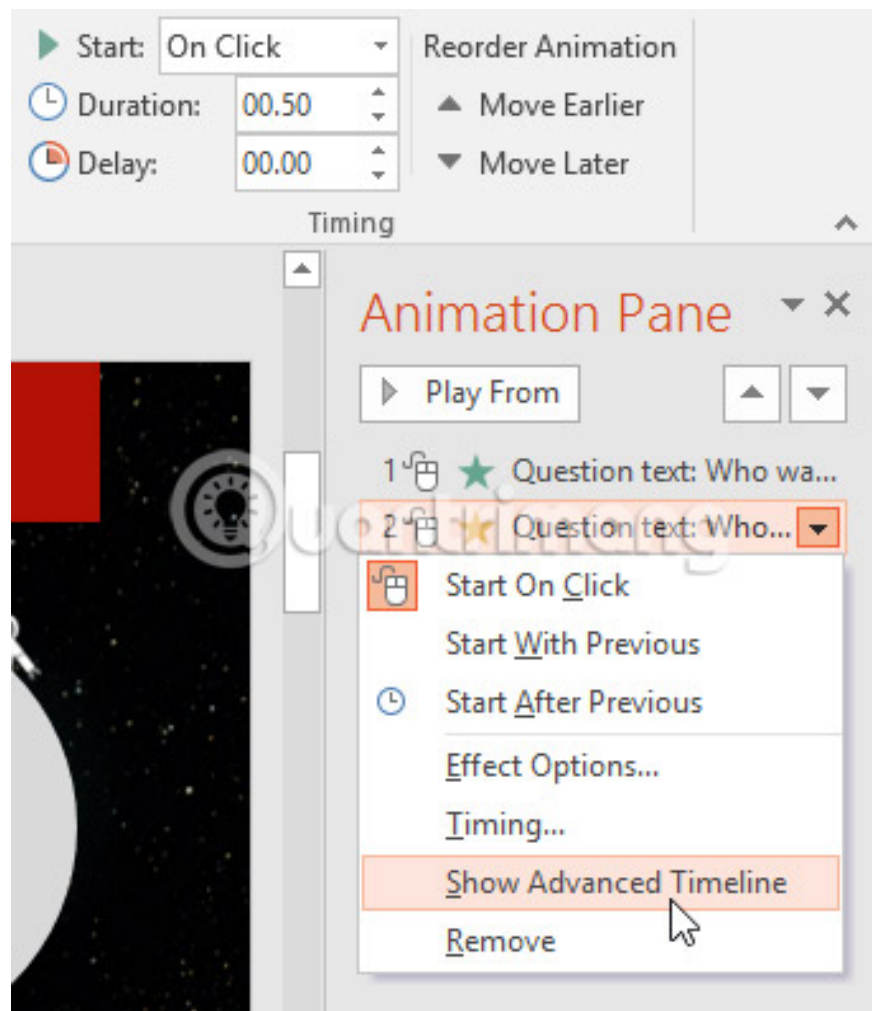 Start: On Click Reorder Animation
Duration: 00.50 Move Earlier
Delay: 00.00 Move Later
Timing
Animation Pane
Play From
1 Question text: Who wa...
2 Question text: Who...
Quantrimang
Start On Click
Start With Previous
Start After Previous
Effect Options...
Timing...
Show Advanced Timeline
Remove